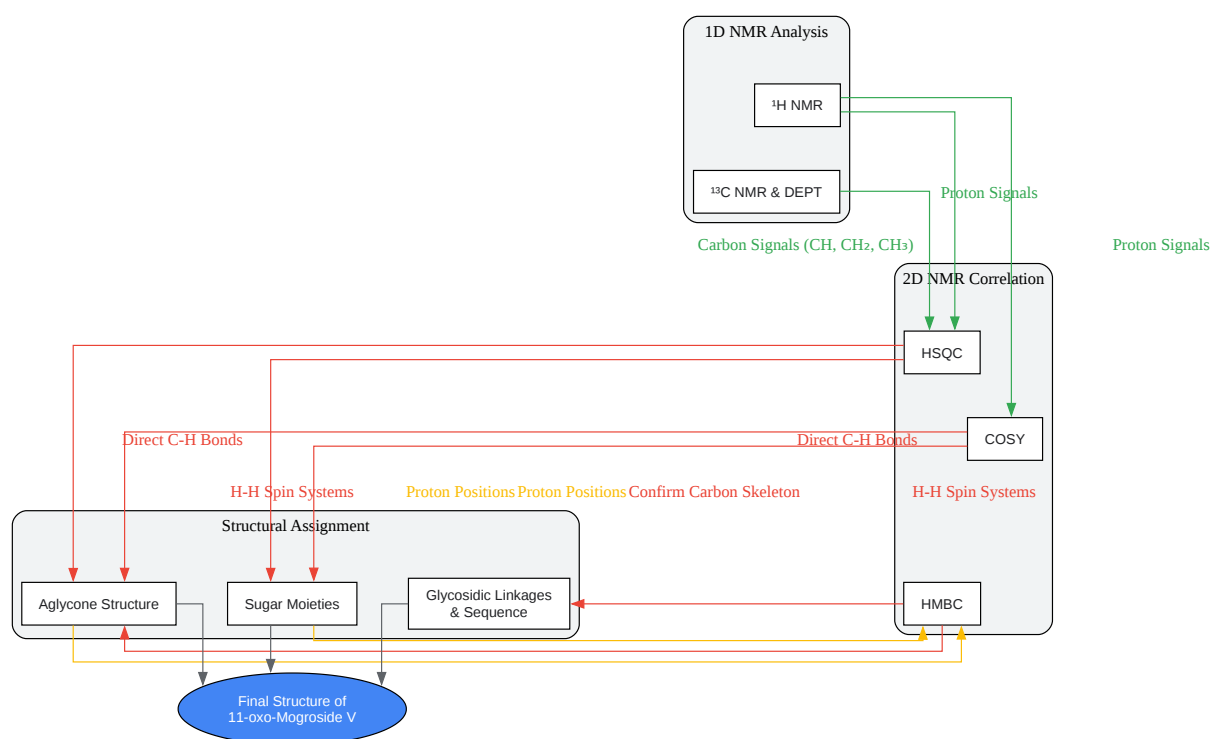 1D NMR Analysis
¹H NMR
¹³C NMR & DEPT
Proton Signals
Carbon Signals (CH, CH₂, CH₃)
Proton Signals
2D NMR Correlation
HSQC
COSY
Direct C-H Bonds
Direct C-H Bonds
H-H Spin Systems
Proton Positions
Proton Positions
Confirm Carbon Skeleton
H-H Spin Systems
Structural Assignment
Aglycone Structure
Sugar Moieties
Glycosidic Linkages
& Sequence
HMBC
Final Structure of
11-oxo-Mogroside V